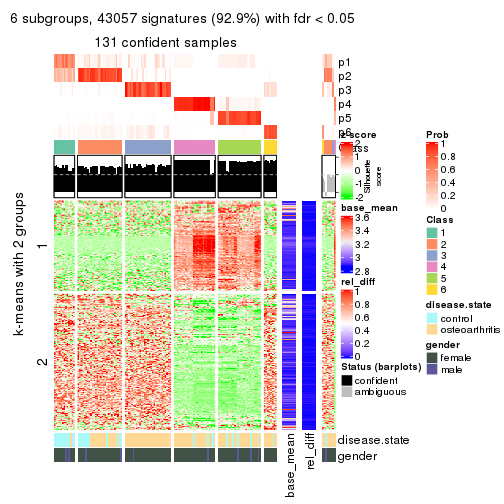 6 subgroups, 43057 signatures (92.9%) with fdr < 0.05
131 confident samples
p1
p2
p3
p4
p5
p6
Class
z-score
2
1
0
-1
-2
Silhouette
score
k-means with 2 groups
1
2
base_mean
3.6
3.4
3.2
3
2.8
rel_diff
1
0.8
0.6
0.4
0.2
0
Status (barplots)
confident
ambiguous
Prob
1
0.8
0.6
0.4
0.2
0
Class
1
2
3
4
5
6
disease.state
control
osteoarthritis
gender
female
male
disease.state
gender
base_mean
rel_diff